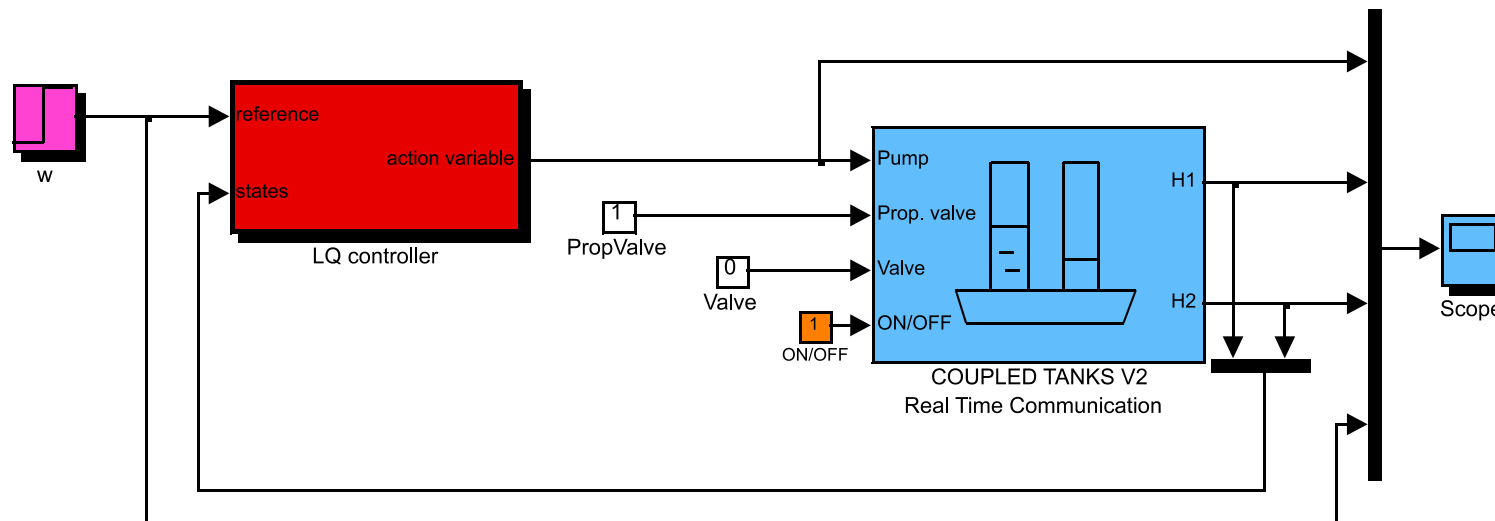 w
reference
states
action variable
LQ controller
1
PropValve
0
Valve
1
ON/OFF
Pump
Prop. valve
Valve
ON/OFF
H1
H2
COUPLED TANKS V2
Real Time Communication
Scope